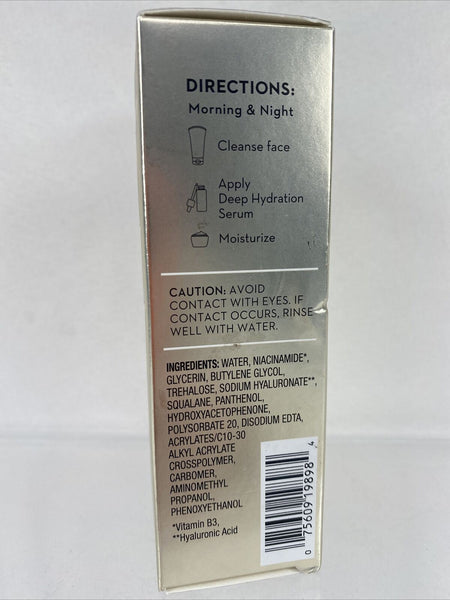 DIRECTIONS:
Morning & Night
Cleanse face
Apply
Deep Hydration
Serum
Moisturize
CAUTION: AVOID
CONTACT WITH EYES. IF
CONTACT OCCURS, RINSE
WELL WITH WATER.
INGREDIENTS: WATER, NIACINAMIDE*,
GLYCERIN, BUTYLENE GLYCOL,
TREHALOSE, SODIUM HYALURONATE**,
SQUALANE, PANTHENOL,
HYDROXYACETOPHENONE,
POLYSORBATE 20, DISODIUM EDTA,
ACRYLATES/C10-30
ALKYL ACRYLATE
CROSSPOLYMER,
CARBOMER,
AMINOMETHYL
PROPANOL,
PHENOXYETHANOL
*Vitamin B3,
**Hyaluronic Acid
0 75609 19898 4